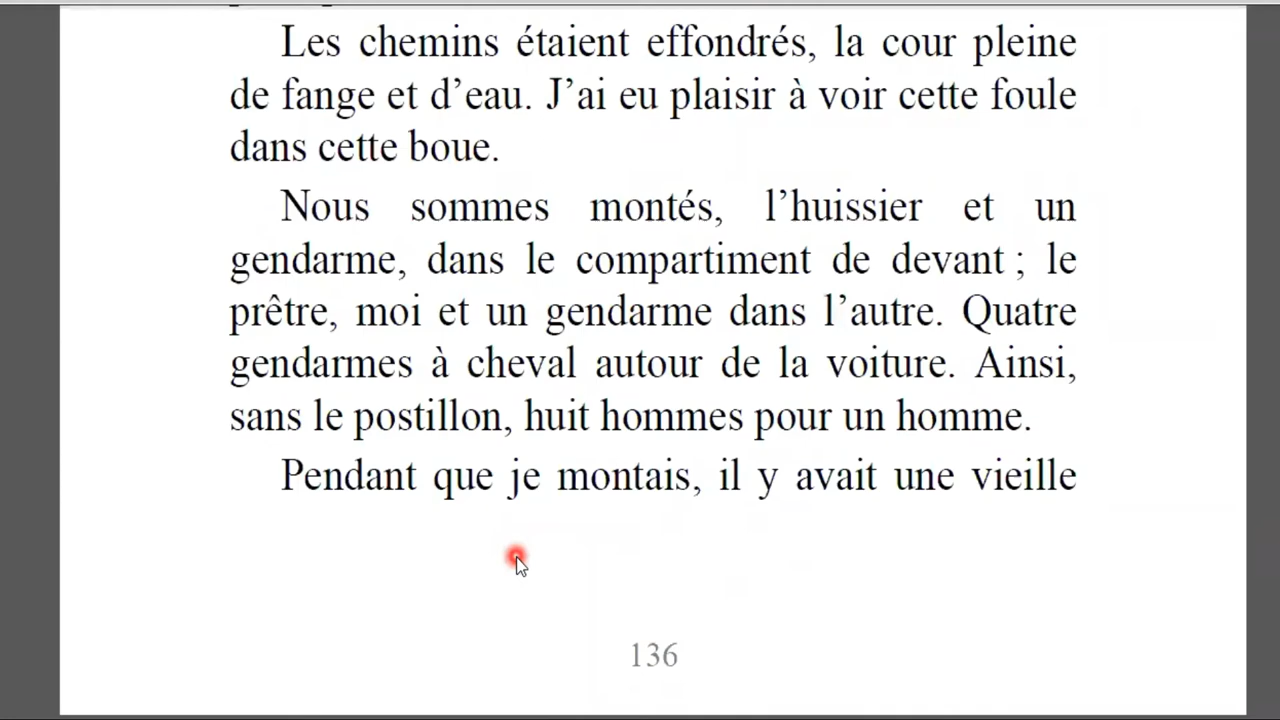 Les chemins étaient effondrés, la cour pleine
de fange et d’eau. J’ai eu plaisir à voir cette foule
dans cette boue.
Nous sommes montés, l’huissier et un
gendarme, dans le compartiment de devant ; le
prêtre, moi et un gendarme dans l’autre. Quatre
gendarmes à cheval autour de la voiture. Ainsi,
sans le postillon, huit hommes pour un homme.
Pendant que je montais, il y avait une vieille
136